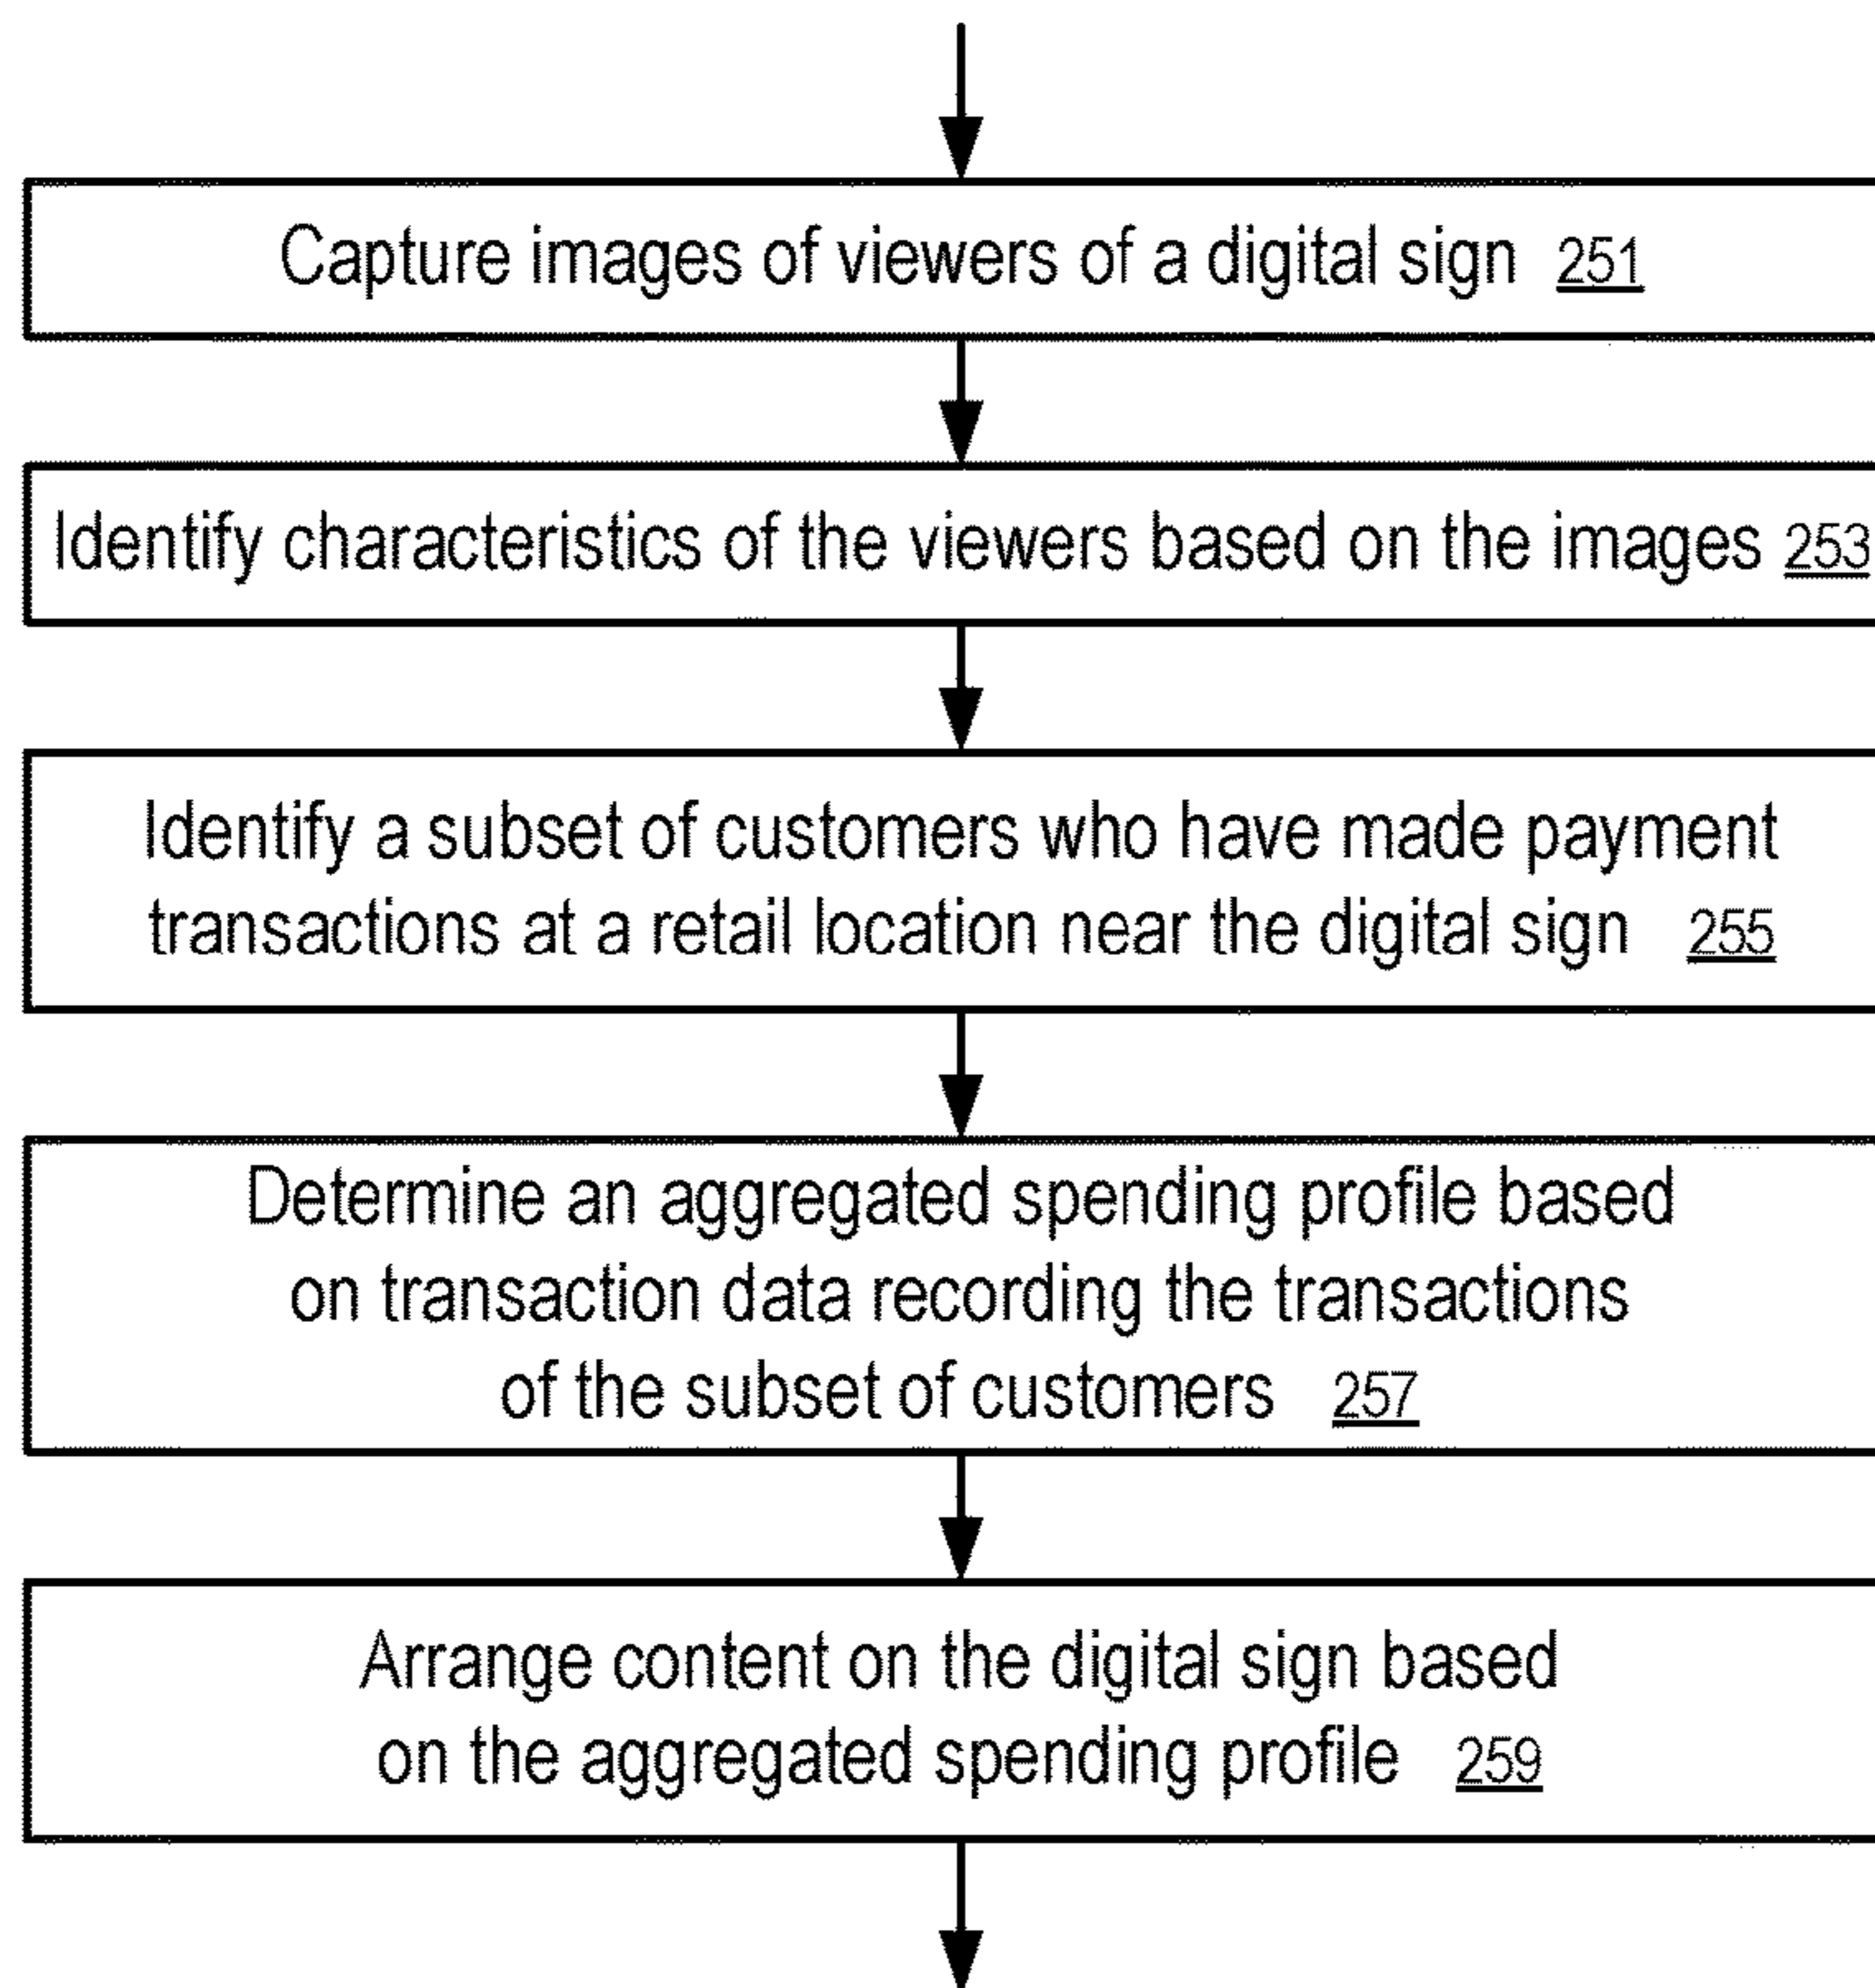 Capture images of viewers of a digital sign 251
Identify characteristics of the viewers based on the images 253
Identify a subset of customers who have made payment
transactions at a retail location near the digital sign 255
Determine an aggregated spending profile based
on transaction data recording the transactions
of the subset of customers 257
Arrange content on the digital sign based
on the aggregated spending profile 259